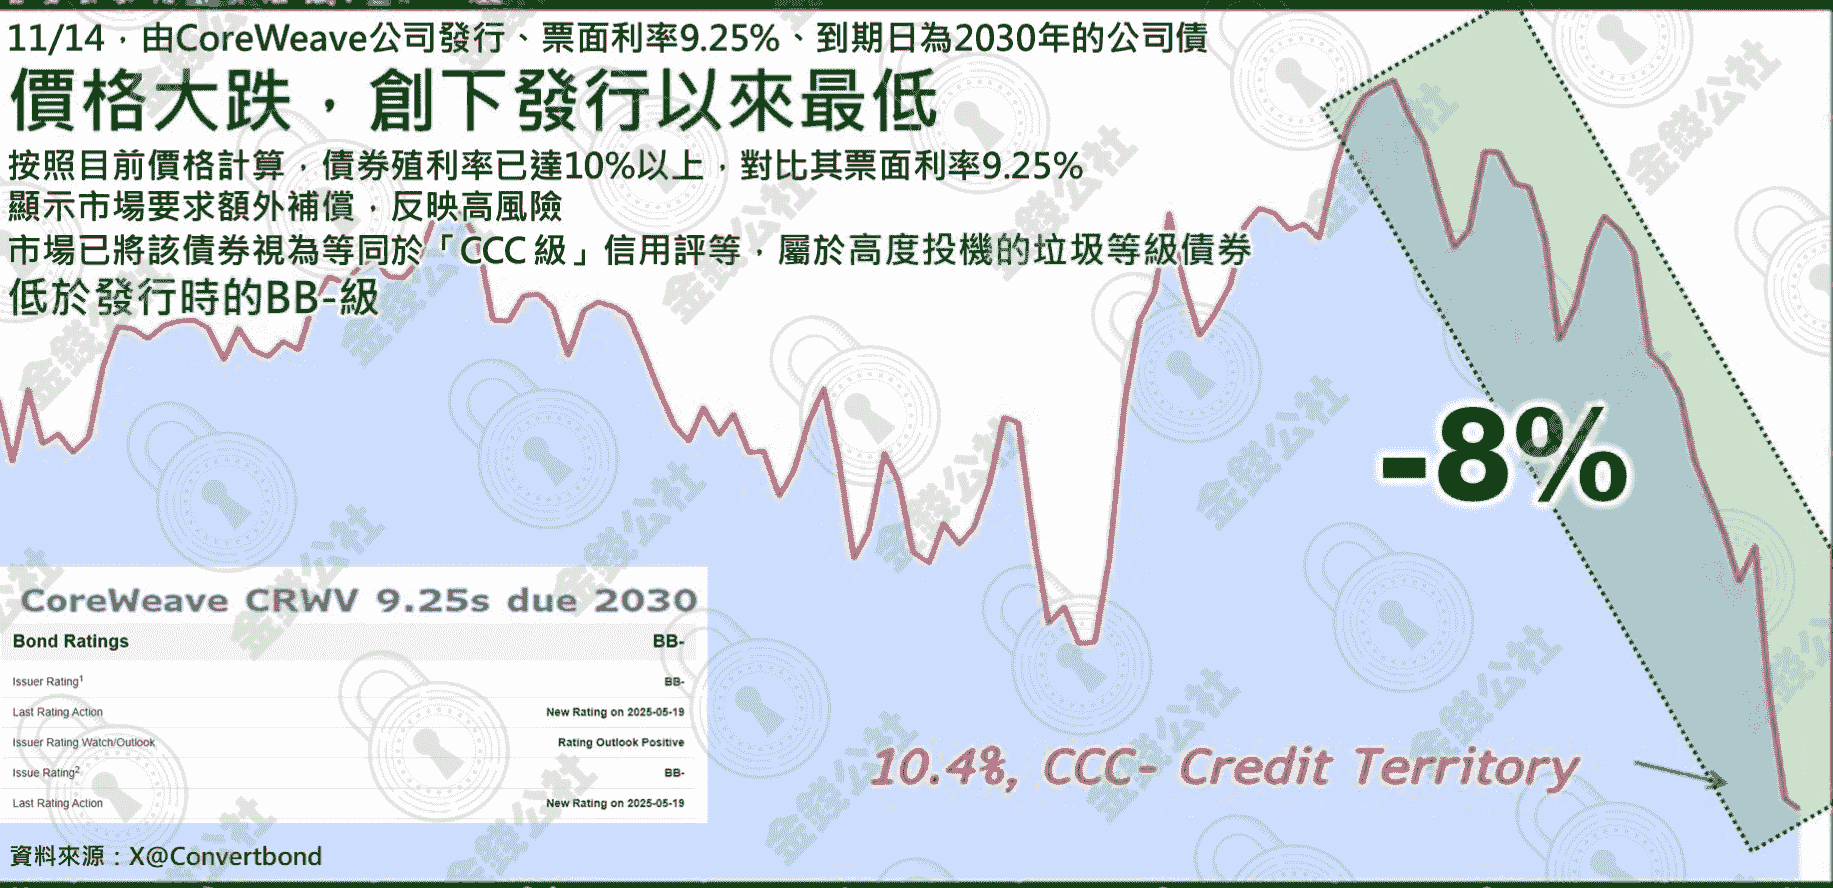 11/14，由CoreWeave公司發行、票面利率9.25%、到期日為2030年的公司債
價格大跌，創下發行以來最低
按照目前價格計算，債券殖利率已達10%以上，對比其票面利率9.25%
顯示市場要求額外補償，反映高風險
市場已將該債券視為等同於「CCC級」信用評等，屬於高度投機的垃圾等級債券
低於發行時的BB-級
-8%
CoreWeave CRWV 9.25s due 2030
Bond Ratings BB-
Issuer Rating1 BB-
Last Rating Action New Rating on 2025-05-19
Issuer Rating Watch/Outlook Rating Outlook Positive
Issue Rating2 BB-
Last Rating Action New Rating on 2025-05-19
10.4%, CCC- Credit Territory
資料來源：X@Convertbond
金錢公社